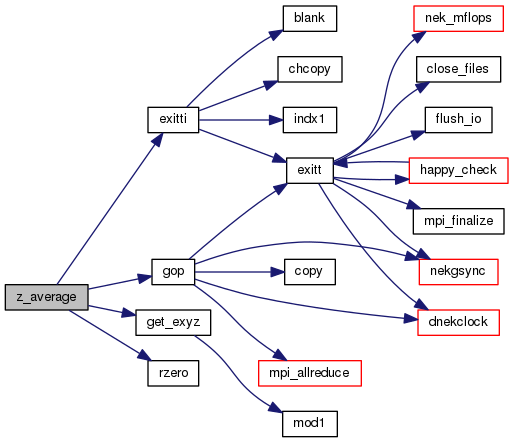 z_average
exitti
gop
get_exyz
rzero
blank
chcopy
indx1
exitt
copy
mpi_allreduce
mod1
nek_mflops
close_files
flush_io
happy_check
mpi_finalize
nekgsync
dnekclock